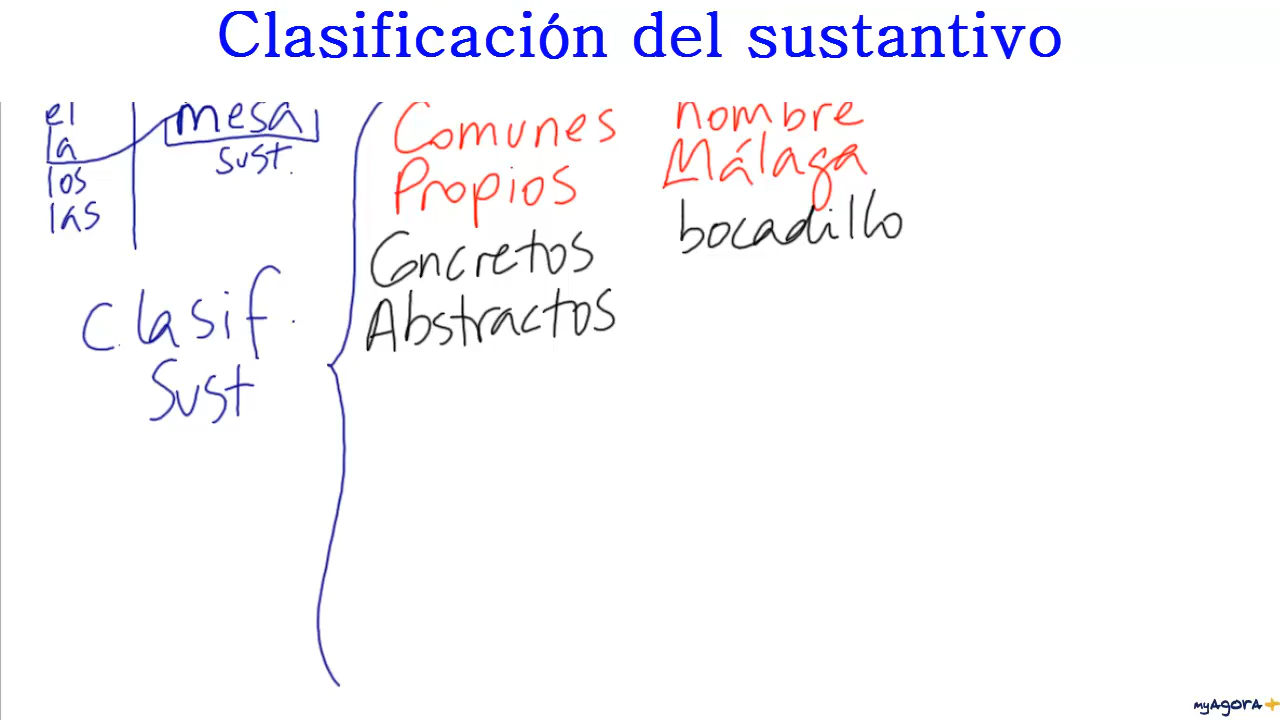 Clasificación del sustantivo
el
la
los
las
mesa
sust.
Clasif.
Sust
Comunes
Propios
Concretos
Abstractos
nombre
Málaga
bocadillo
myAGORA